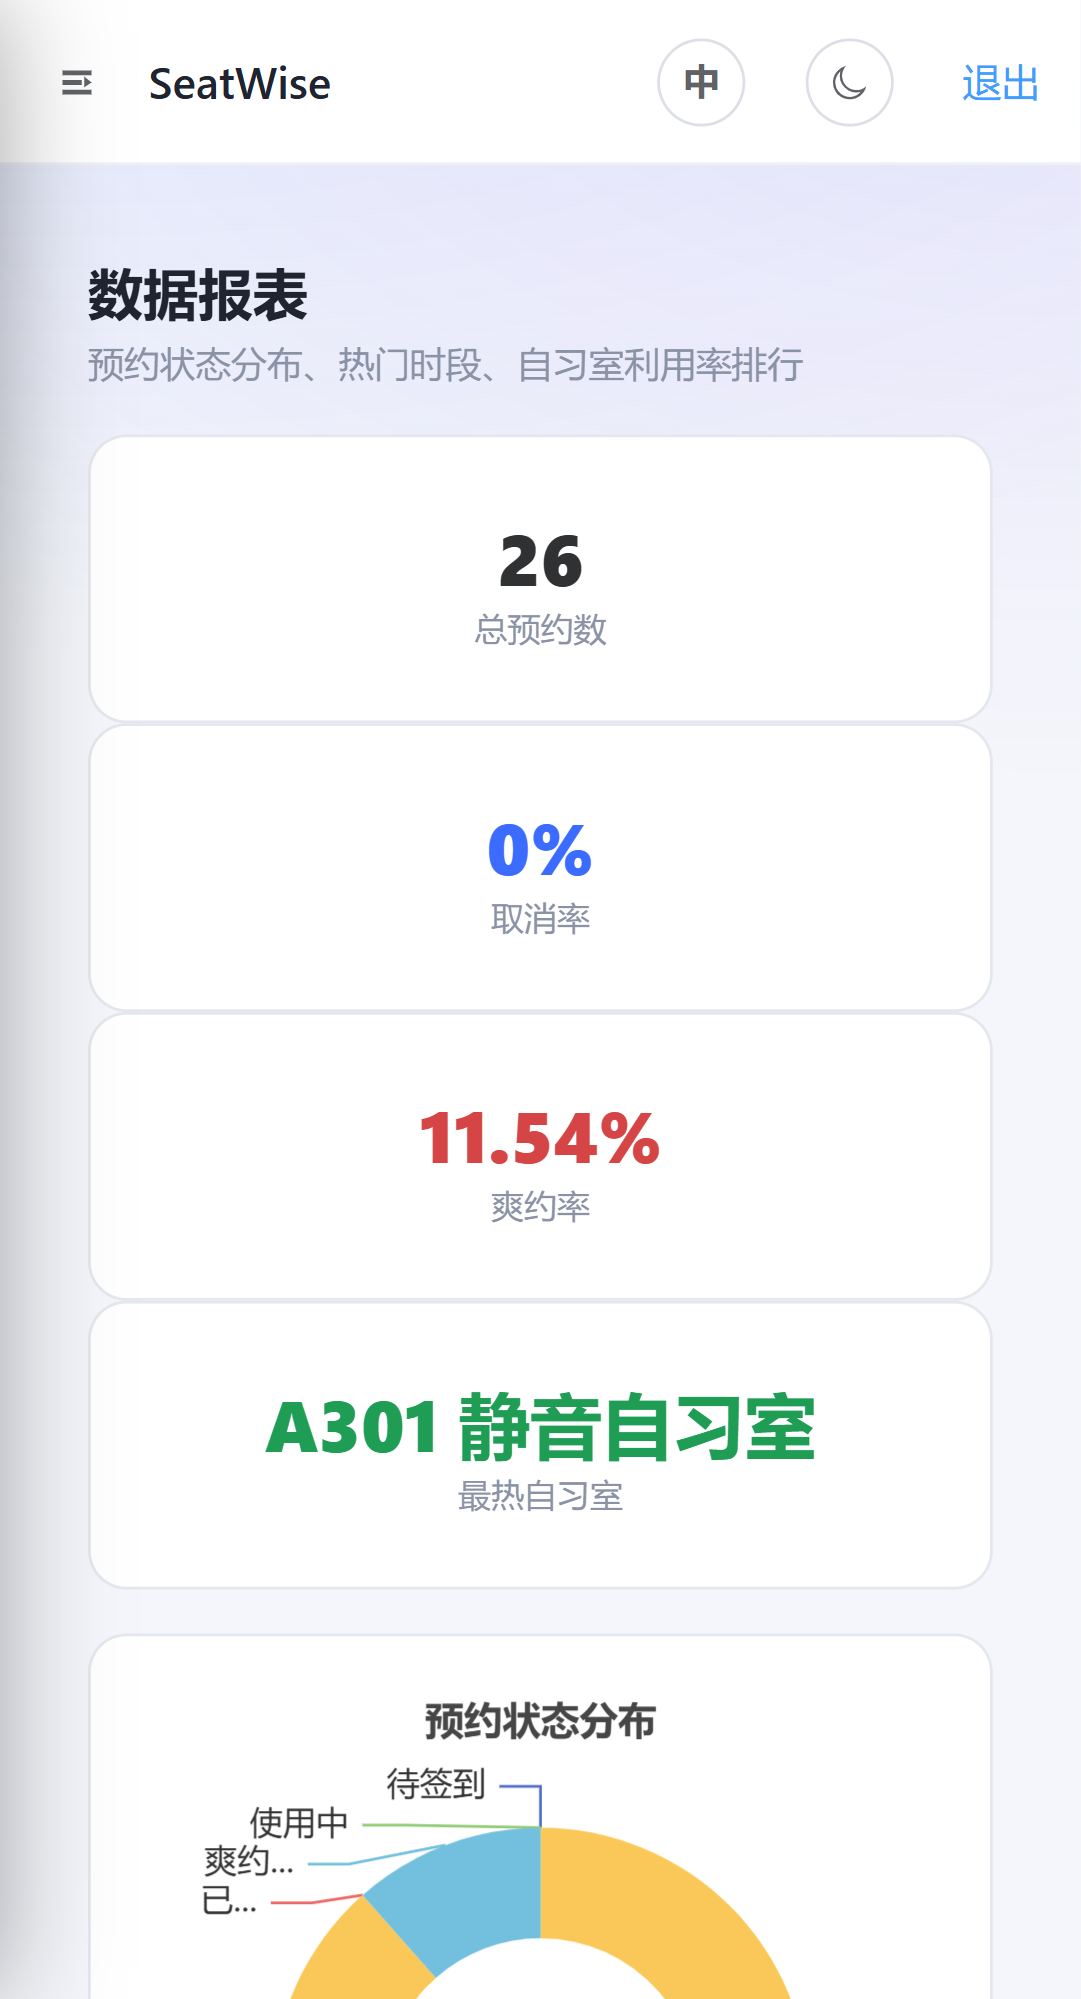 SeatWise 中 退出
数据报表
预约状态分布、热门时段、自习室利用率排行
26
总预约数
0%
取消率
11.54%
爽约率
A301 静音自习室
最热自习室
预约状态分布
待签到
使用中
爽约...
已...